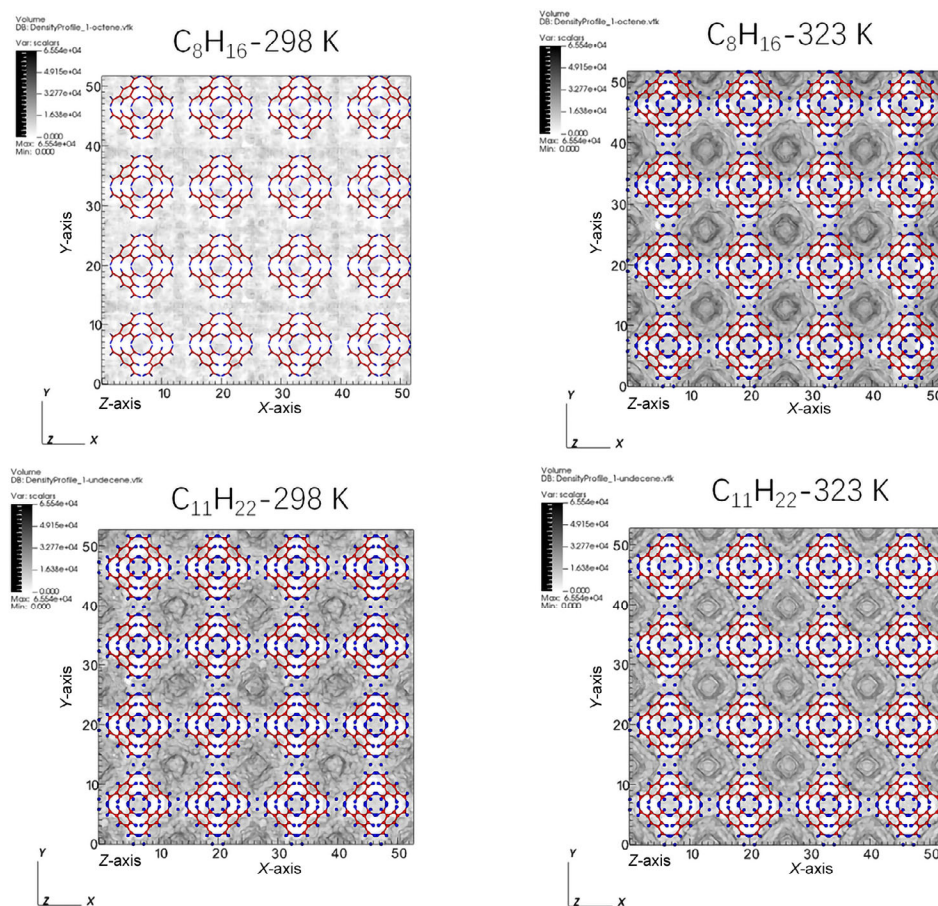 Volume
DB: DensityProfile_1-octene.vtk
Var: scalars
6.554e+04
4.915e+04
3.277e+04
1.638e+04
0.000
Max: 6.554e+04
Min: 0.000
C₈H₁₆-298 K
50
40
30
20
10
0
Y-axis
10 20 30 40 50
Z-axis X-axis
Y
Z X
Volume
DB: DensityProfile_1-octene.vtk
Var: scalars
6.554e+04
4.915e+04
3.277e+04
1.638e+04
0.000
Max: 6.554e+04
Min: 0.000
C₈H₁₆-323 K
50
40
30
20
10
0
Y-axis
10 20 30 40 50
Z-axis X-axis
Y
Z X
Volume
DB: DensityProfile_1-undecene.vtk
Var: scalars
6.554e+04
4.915e+04
3.277e+04
1.638e+04
0.000
Max: 6.554e+04
Min: 0.000
C₁₁H₂₂-298 K
50
40
30
20
10
0
Y-axis
10 20 30 40 50
Z-axis X-axis
Y
Z X
Volume
DB: DensityProfile_1-undecene.vtk
Var: scalars
6.554e+04
4.915e+04
3.277e+04
1.638e+04
0.000
Max: 6.554e+04
Min: 0.000
C₁₁H₂₂-323 K
50
40
30
20
10
0
Y-axis
10 20 30 40 50
Z-axis X-axis
Y
Z X